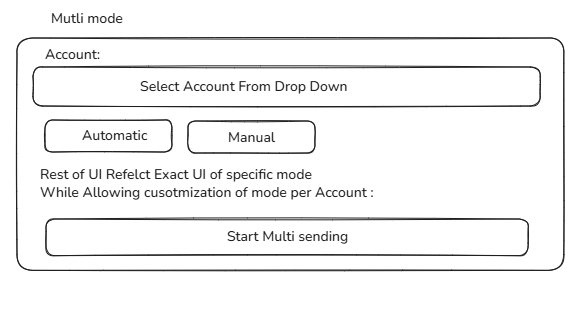 Mutli mode
Account:
Select Account From Drop Down
Automatic
Manual
Rest of UI Refelct Exact UI of specific mode
While Allowing cusotmization of mode per Account :
Start Multi sending